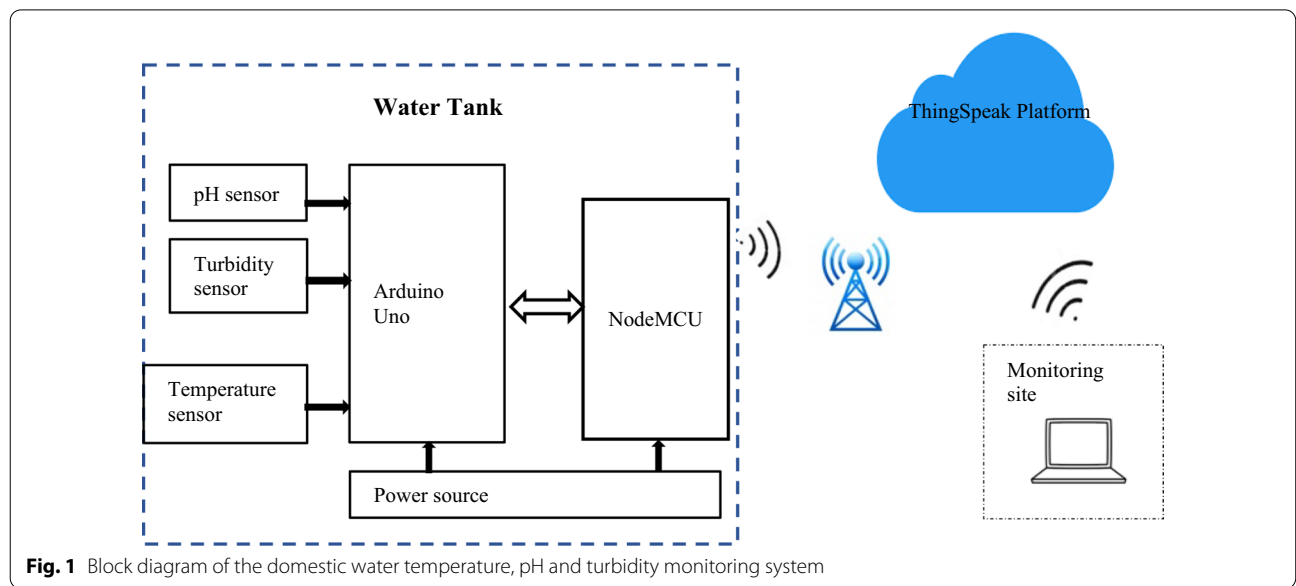 Water Tank
ThingSpeak Platform
pH sensor
Turbidity
sensor
Arduino
Uno
NodeMCU
Temperature
sensor
Monitoring
site
Power source
Fig. 1 Block diagram of the domestic water temperature, pH and turbidity monitoring system